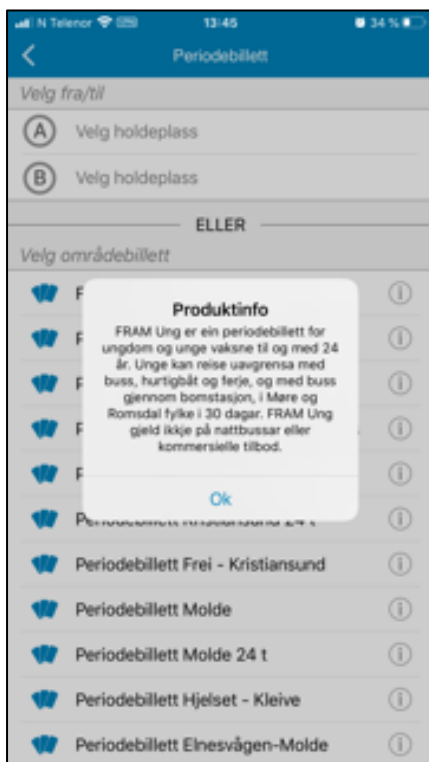 N Telenor
13:45
34 %
Periodebillett
Velg fra/til
A Velg holdeplass
B Velg holdeplass
ELLER
Velg områdebillett
Produktinfo
FRAM Ung er ein periodebillett for
ungdom og unge vaksne til og med 24
år. Unge kan reise uavgrensa med
buss, hurtigbåt og ferje, og med buss
gjennom bomstasjon, i Møre og
Romsdal fylke i 30 dagar. FRAM Ung
gjeld ikkje på nattbussar eller
kommersielle tilbod.
Ok
Periodebillett Kristiansund 24 t
Periodebillett Frei - Kristiansund
Periodebillett Molde
Periodebillett Molde 24 t
Periodebillett Hjelset - Kleive
Periodebillett Elnesvågen-Molde